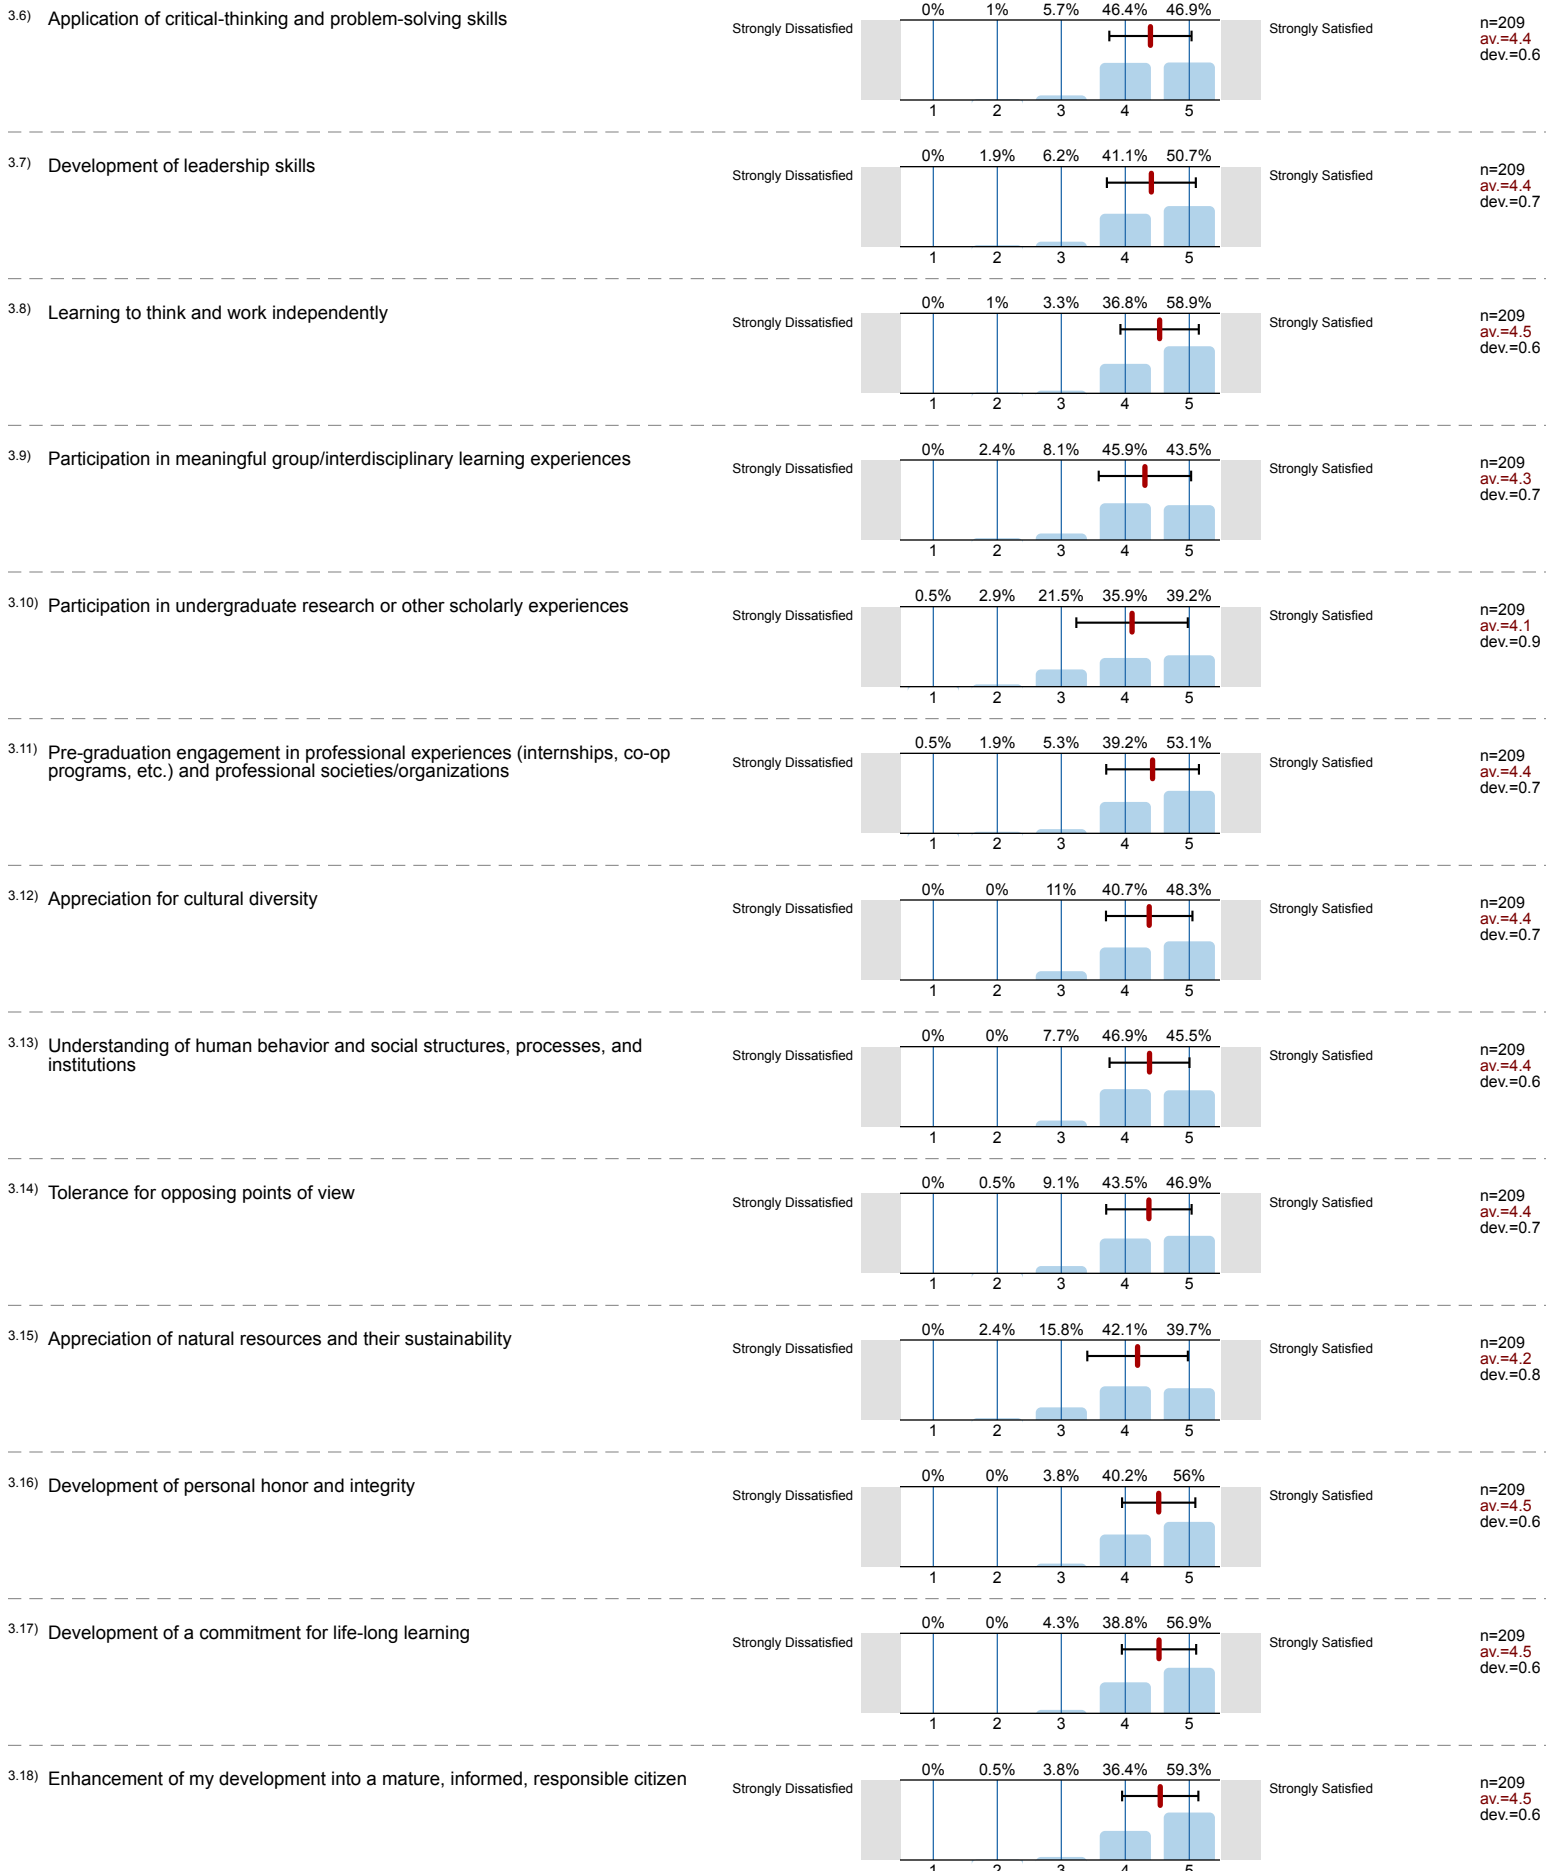 3.6) Application of critical-thinking and problem-solving skills
Strongly Dissatisfied
0% 1% 5.7% 46.4% 46.9%
1 2 3 4 5
Strongly Satisfied
n=209
av.=4.4
dev.=0.6
3.7) Development of leadership skills
Strongly Dissatisfied
0% 1.9% 6.2% 41.1% 50.7%
1 2 3 4 5
Strongly Satisfied
n=209
av.=4.4
dev.=0.7
3.8) Learning to think and work independently
Strongly Dissatisfied
0% 1% 3.3% 36.8% 58.9%
1 2 3 4 5
Strongly Satisfied
n=209
av.=4.5
dev.=0.6
3.9) Participation in meaningful group/interdisciplinary learning experiences
Strongly Dissatisfied
0% 2.4% 8.1% 45.9% 43.5%
1 2 3 4 5
Strongly Satisfied
n=209
av.=4.3
dev.=0.7
3.10) Participation in undergraduate research or other scholarly experiences
Strongly Dissatisfied
0.5% 2.9% 21.5% 35.9% 39.2%
1 2 3 4 5
Strongly Satisfied
n=209
av.=4.1
dev.=0.9
3.11) Pre-graduation engagement in professional experiences (internships, co-op
programs, etc.) and professional societies/organizations
Strongly Dissatisfied
0.5% 1.9% 5.3% 39.2% 53.1%
1 2 3 4 5
Strongly Satisfied
n=209
av.=4.4
dev.=0.7
3.12) Appreciation for cultural diversity
Strongly Dissatisfied
0% 0% 11% 40.7% 48.3%
1 2 3 4 5
Strongly Satisfied
n=209
av.=4.4
dev.=0.7
3.13) Understanding of human behavior and social structures, processes, and
institutions
Strongly Dissatisfied
0% 0% 7.7% 46.9% 45.5%
1 2 3 4 5
Strongly Satisfied
n=209
av.=4.4
dev.=0.6
3.14) Tolerance for opposing points of view
Strongly Dissatisfied
0% 0.5% 9.1% 43.5% 46.9%
1 2 3 4 5
Strongly Satisfied
n=209
av.=4.4
dev.=0.7
3.15) Appreciation of natural resources and their sustainability
Strongly Dissatisfied
0% 2.4% 15.8% 42.1% 39.7%
1 2 3 4 5
Strongly Satisfied
n=209
av.=4.2
dev.=0.8
3.16) Development of personal honor and integrity
Strongly Dissatisfied
0% 0% 3.8% 40.2% 56%
1 2 3 4 5
Strongly Satisfied
n=209
av.=4.5
dev.=0.6
3.17) Development of a commitment for life-long learning
Strongly Dissatisfied
0% 0% 4.3% 38.8% 56.9%
1 2 3 4 5
Strongly Satisfied
n=209
av.=4.5
dev.=0.6
3.18) Enhancement of my development into a mature, informed, responsible citizen
Strongly Dissatisfied
0% 0.5% 3.8% 36.4% 59.3%
1 2 3 4 5
Strongly Satisfied
n=209
av.=4.5
dev.=0.6